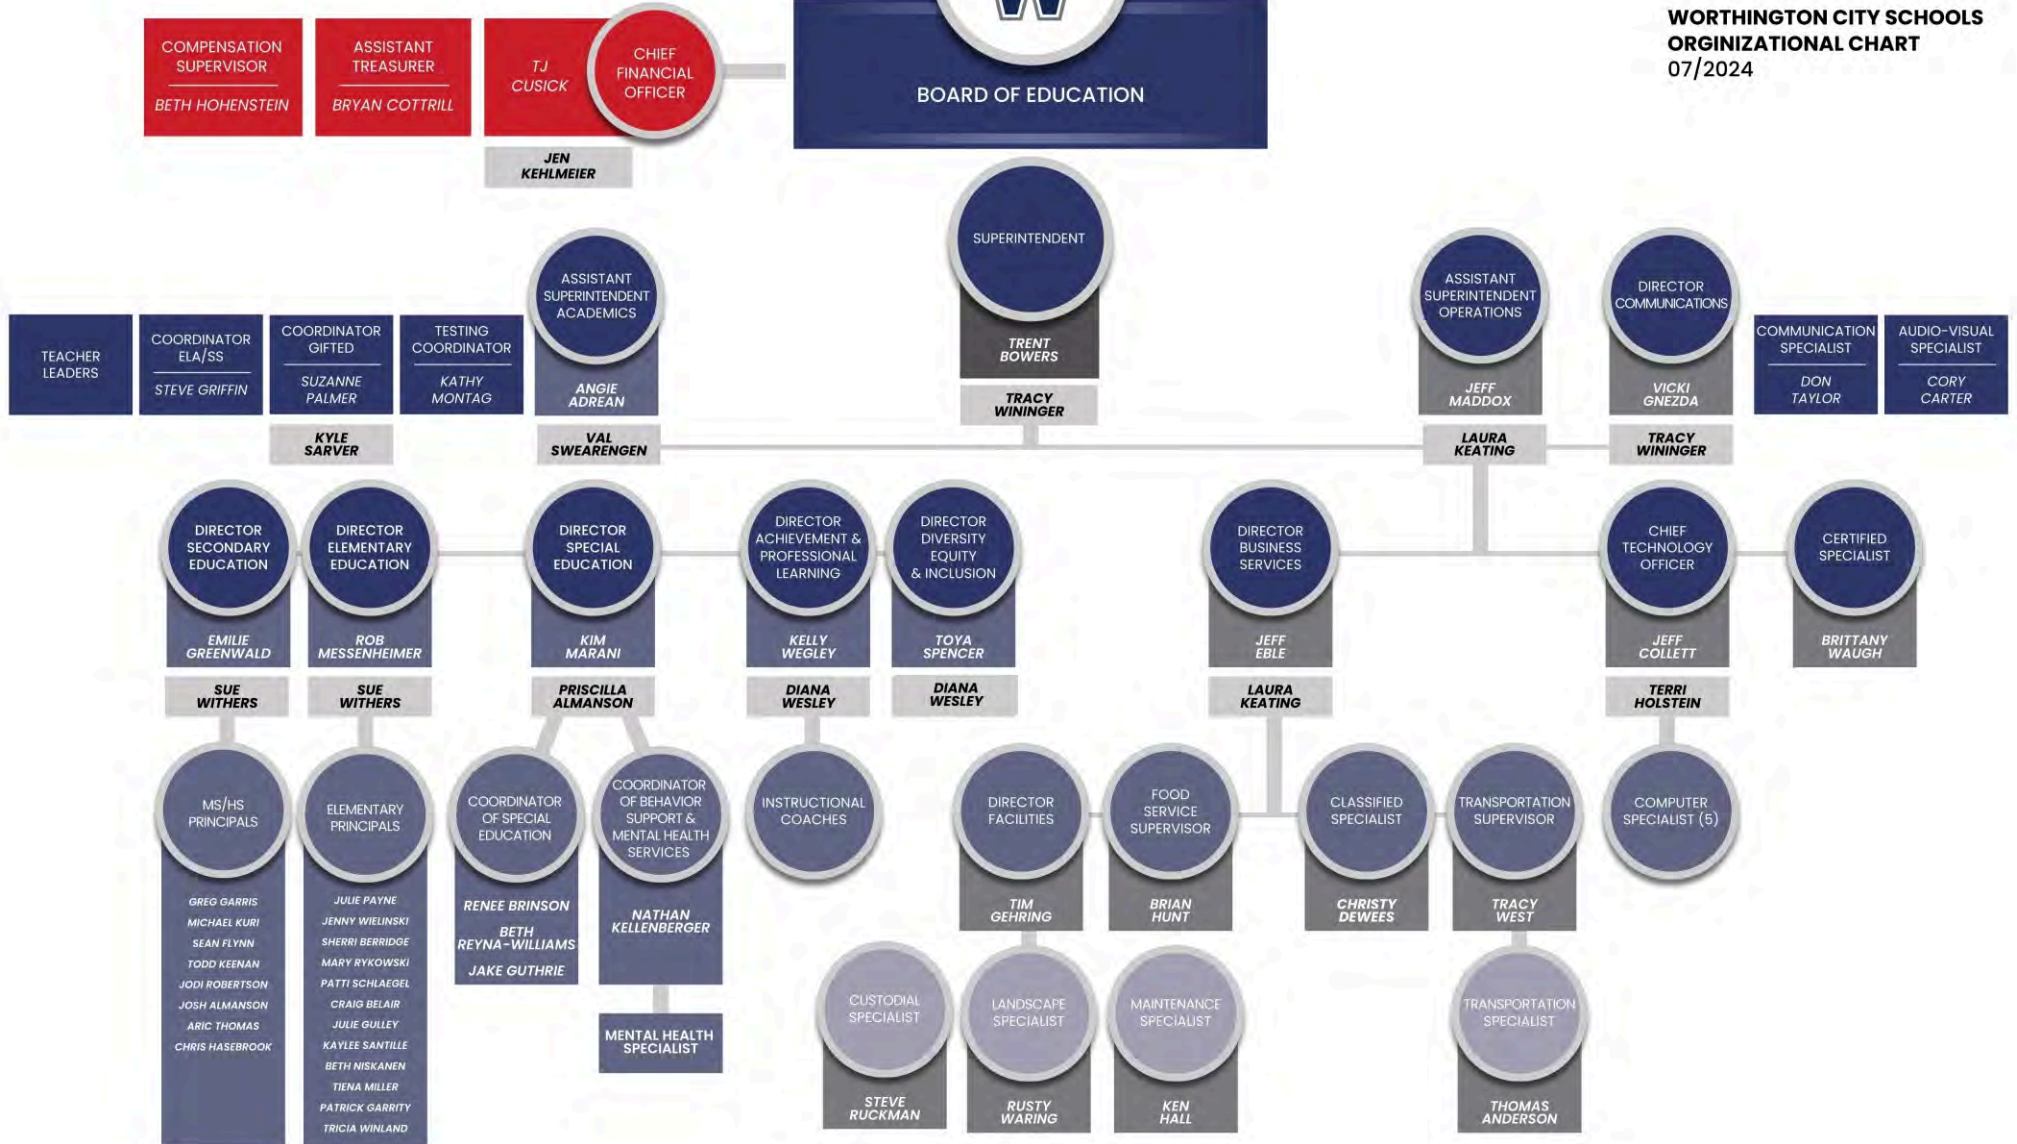 WORTHINGTON CITY SCHOOLS
ORGINIZATIONAL CHART
07/2024
COMPENSATION
SUPERVISOR
BETH HOHENSTEIN
ASSISTANT
TREASURER
BRYAN COTTRILL
TJ
CUSICK
CHIEF
FINANCIAL
OFFICER
JEN
KEHLMEIER
W
BOARD OF EDUCATION
SUPERINTENDENT
TRENT
BOWERS
TRACY
WININGER
TEACHER
LEADERS
COORDINATOR
ELA/SS
STEVE GRIFFIN
COORDINATOR
GIFTED
SUZANNE
PALMER
KYLE
SARVER
TESTING
COORDINATOR
KATHY
MONTAG
ASSISTANT
SUPERINTENDENT
ACADEMICS
ANGIE
ADREAN
VAL
SWEARENGEN
ASSISTANT
SUPERINTENDENT
OPERATIONS
JEFF
MADDOX
LAURA
KEATING
DIRECTOR
COMMUNICATIONS
VICKI
GNEZDA
TRACY
WININGER
COMMUNICATION
SPECIALIST
DON
TAYLOR
AUDIO-VISUAL
SPECIALIST
CORY
CARTER
DIRECTOR
SECONDARY
EDUCATION
EMILIE
GREENWALD
SUE
WITHERS
DIRECTOR
ELEMENTARY
EDUCATION
ROB
MESSENHEIMER
SUE
WITHERS
DIRECTOR
SPECIAL
EDUCATION
KIM
MARANI
PRISCILLA
ALMANSON
DIRECTOR
ACHIEVEMENT &
PROFESSIONAL
LEARNING
KELLY
WEGLEY
DIANA
WESLEY
DIRECTOR
DIVERSITY
EQUITY
& INCLUSION
TOYA
SPENCER
DIANA
WESLEY
DIRECTOR
BUSINESS
SERVICES
JEFF
EBLE
LAURA
KEATING
CHIEF
TECHNOLOGY
OFFICER
JEFF
COLLETT
TERRI
HOLSTEIN
CERTIFIED
SPECIALIST
BRITTANY
WAUGH
MS/HS
PRINCIPALS
GREG GARRIS
MICHAEL KURI
SEAN FLYNN
TODD KEENAN
JODI ROBERTSON
JOSH ALMANSON
ARIC THOMAS
CHRIS HASEBROOK
ELEMENTARY
PRINCIPALS
JULIE PAYNE
JENNY WIELINSKI
SHERRI BERRIDGE
MARY RYKOWSKI
PATTI SCHLAEGEL
CRAIG BELAIR
JULIE GULLEY
KAYLEE SANTILLE
BETH NISKANEN
TIENA MILLER
PATRICK GARRITY
TRICIA WINLAND
COORDINATOR
OF SPECIAL
EDUCATION
RENEE BRINSON
BETH
REYNA-WILLIAMS
JAKE GUTHRIE
COORDINATOR
OF BEHAVIOR
SUPPORT &
MENTAL HEALTH
SERVICES
NATHAN
KELLENBERGER
MENTAL HEALTH
SPECIALIST
INSTRUCTIONAL
COACHES
DIRECTOR
FACILITIES
TIM
GEHRING
FOOD
SERVICE
SUPERVISOR
BRIAN
HUNT
CLASSIFIED
SPECIALIST
CHRISTY
DEWEES
TRANSPORTATION
SUPERVISOR
TRACY
WEST
COMPUTER
SPECIALIST (5)
CUSTODIAL
SPECIALIST
STEVE
RUCKMAN
LANDSCAPE
SPECIALIST
RUSTY
WARING
MAINTENANCE
SPECIALIST
KEN
HALL
TRANSPORTATION
SPECIALIST
THOMAS
ANDERSON